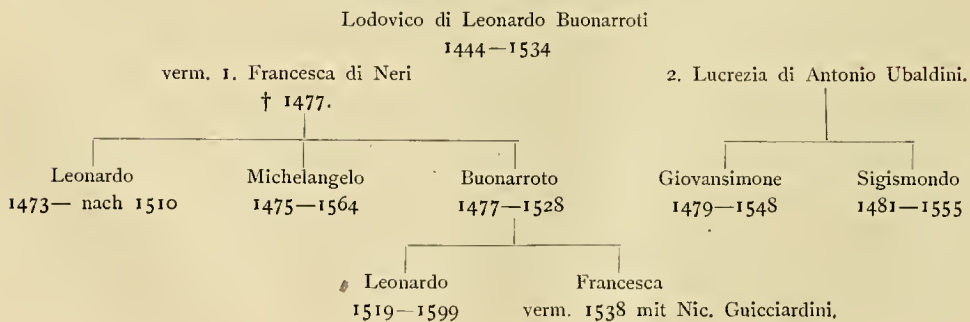 Lodovico di Leonardo Buonarroti
1444—1534
verm. 1. Francesca di Neri
2. Lucrezia di Antonio Ubaldini.
† 1477.
Leonardo Michelangelo Buonarroto Giovansimone Sigismondo
1473— nach 1510 1475—1564 1477—1528 1479—1548 1481—1555
Leonardo Francesca
1519—1599 verm. 1538 mit Nic. Guicciardini.